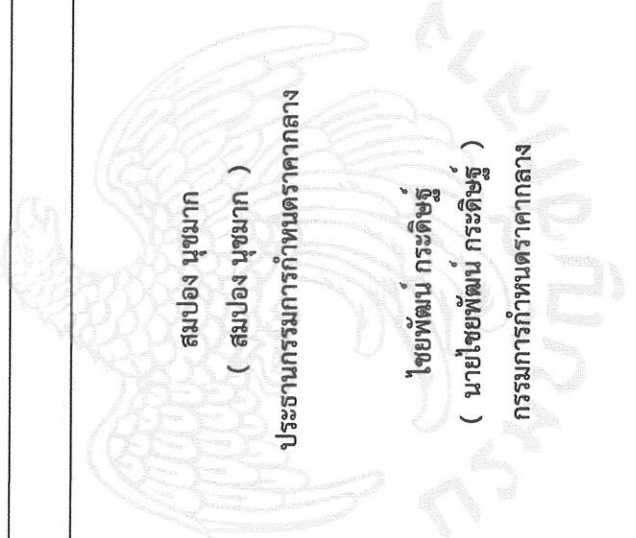 สมปอง นุชมาก
( สมปอง นุชมาก )
ประธานกรรมการกำหนดราคากลาง
ไชยพัฒน์ กระดิษฐ์
( นายไชยพัฒน์ กระดิษฐ์ )
กรรมการกำหนดราคากลาง